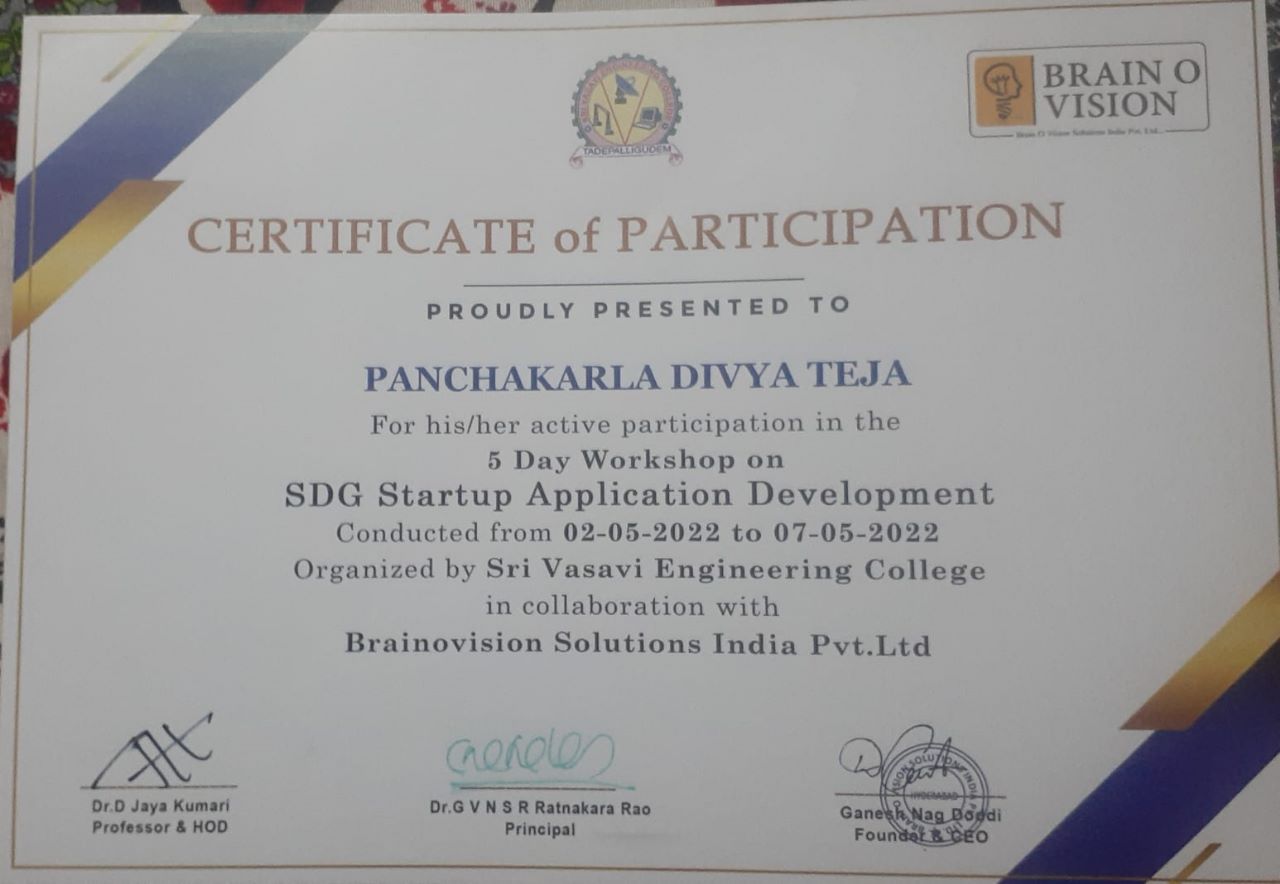 TADEPALLIGUDEM
BRAIN O
VISION
Brain O Vision Solutions India Pvt. Ltd.,
CERTIFICATE of PARTICIPATION
PROUDLY PRESENTED TO
PANCHAKARLA DIVYA TEJA
For his/her active participation in the
5 Day Workshop on
SDG Startup Application Development
Conducted from 02-05-2022 to 07-05-2022
Organized by Sri Vasavi Engineering College
in collaboration with
Brainovision Solutions India Pvt.Ltd
Dr.D Jaya Kumari
Professor & HOD
Dr.G V N S R Ratnakara Rao
Principal
HYDERABAD
Ganesh Nag Doddi
Founder & CEO